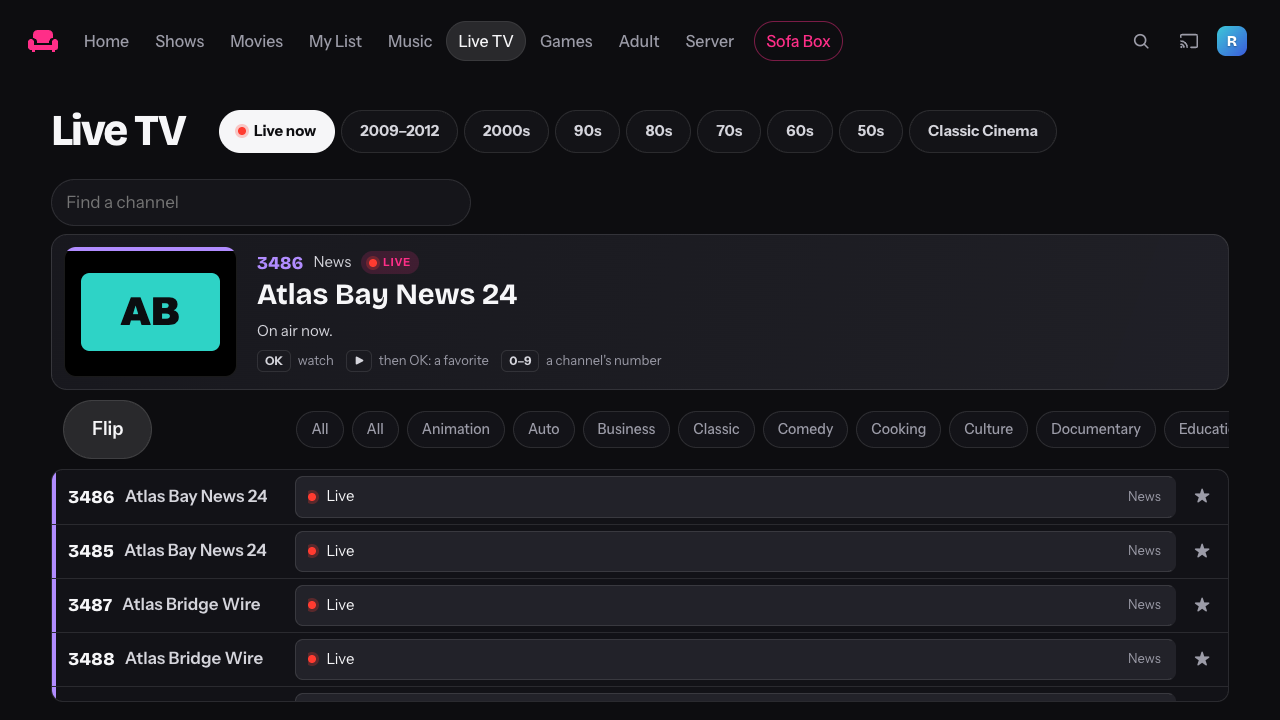 Home Shows Movies My List Music Live TV Games Adult Server Sofa Box R
Live TV Live now 2009–2012 2000s 90s 80s 70s 60s 50s Classic Cinema
Find a channel
AB
3486 News LIVE
Atlas Bay News 24
On air now.
OK watch then OK: a favorite 0–9 a channel's number
Flip All All Animation Auto Business Classic Comedy Cooking Culture Documentary Educati
3486 Atlas Bay News 24 Live News
3485 Atlas Bay News 24 Live News
3487 Atlas Bridge Wire Live News
3488 Atlas Bridge Wire Live News